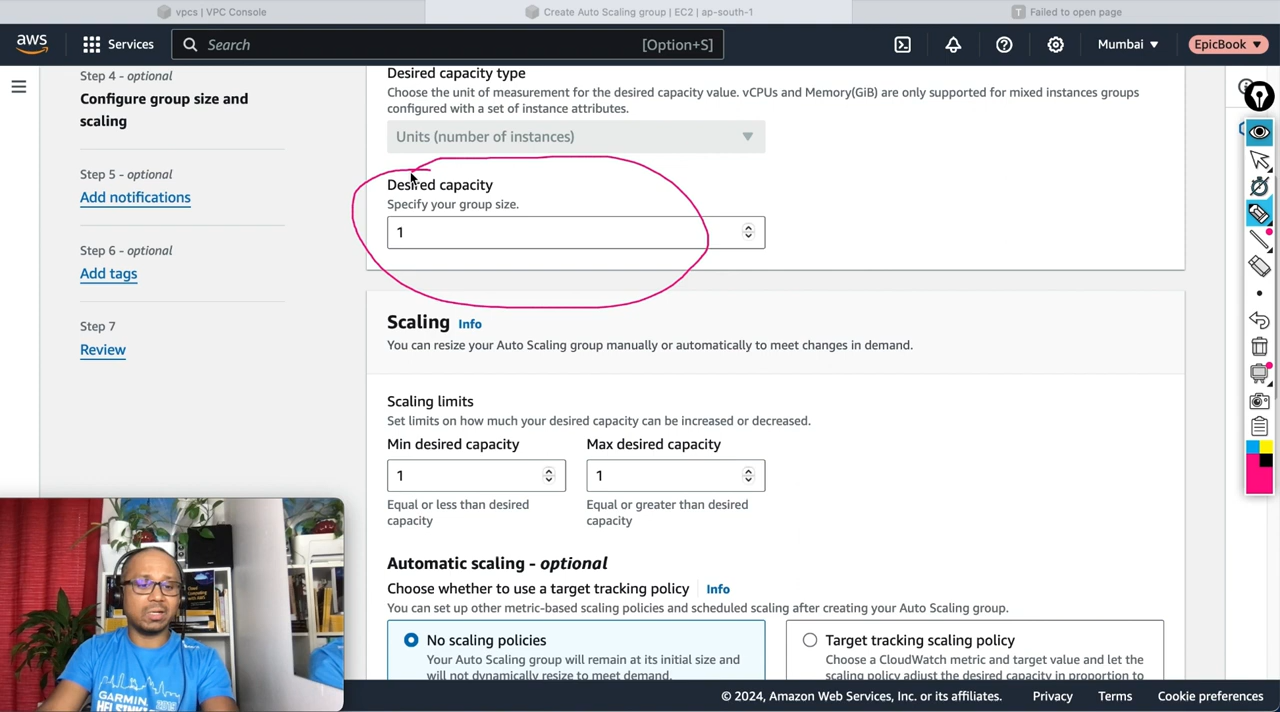 vpcs | VPC Console
Create Auto Scaling group | EC2 | ap-south-1
T Failed to open page
aws
Services
Search
[Option+S]
Mumbai
EpicBook
Step 4 - optional
Configure group size and
scaling
Step 5 - optional
Add notifications
Step 6 - optional
Add tags
Step 7
Review
Desired capacity type
Choose the unit of measurement for the desired capacity value. vCPUs and Memory(GiB) are only supported for mixed instances groups
configured with a set of instance attributes.
Units (number of instances)
Desired capacity
Specify your group size.
1
Scaling Info
You can resize your Auto Scaling group manually or automatically to meet changes in demand.
Scaling limits
Set limits on how much your desired capacity can be increased or decreased.
Min desired capacity
1
Equal or less than desired
capacity
Max desired capacity
1
Equal or greater than desired
capacity
Automatic scaling - optional
Choose whether to use a target tracking policy Info
You can set up other metric-based scaling policies and scheduled scaling after creating your Auto Scaling group.
No scaling policies
Your Auto Scaling group will remain at its initial size and
will not dynamically resize to meet demand.
Target tracking scaling policy
Choose a CloudWatch metric and target value and let the
scaling policy adjust the desired capacity in proportion to
GARMIN
HELSINKI
© 2024, Amazon Web Services, Inc. or its affiliates.
Privacy
Terms
Cookie preferences